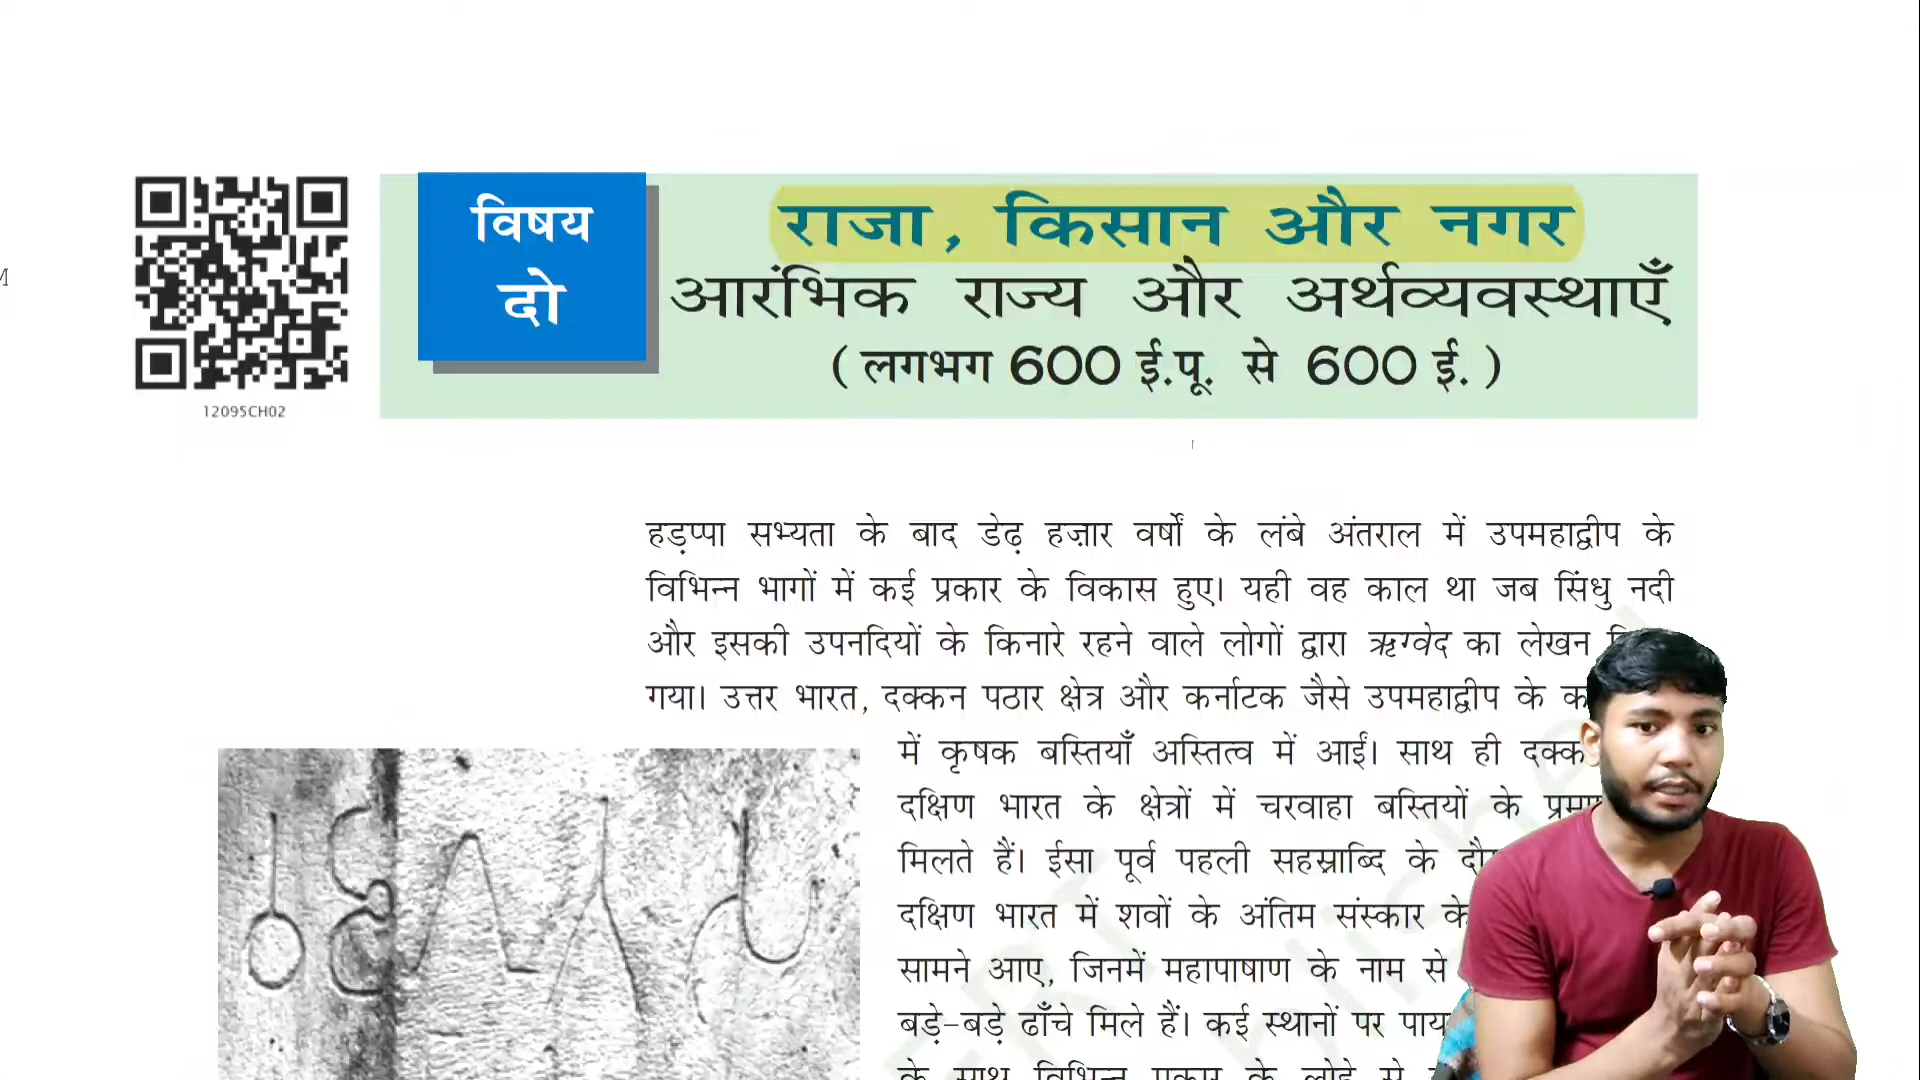 विषय
दो
राजा, किसान और नगर
आरंभिक राज्य और अर्थव्यवस्थाएँ
(लगभग 600 ई.पू. से 600 ई.)
12095CH02
हड़प्पा सभ्यता के बाद डेढ़ हज़ार वर्षों के लंबे अंतराल में उपमहाद्वीप के
विभिन्न भागों में कई प्रकार के विकास हुए। यही वह काल था जब सिंधु नदी
और इसकी उपनदियों के किनारे रहने वाले लोगों द्वारा ऋग्वेद का लेखन
गया। उत्तर भारत, दक्कन पठार क्षेत्र और कर्नाटक जैसे उपमहाद्वीप के
में कृषक बस्तियाँ अस्तित्व में आईं। साथ ही
दक्षिण भारत के क्षेत्रों में चरवाहा बस्तियों के
मिलते हैं। ईसा पूर्व पहली सहस्राब्दि के
दक्षिण भारत में शवों के अंतिम संस्कार के
सामने आए, जिनमें महापाषाण के नाम से
बड़े-बड़े ढाँचे मिले हैं। कई स्थानों पर
के साथ विभिन्न प्रकार के लोहे से